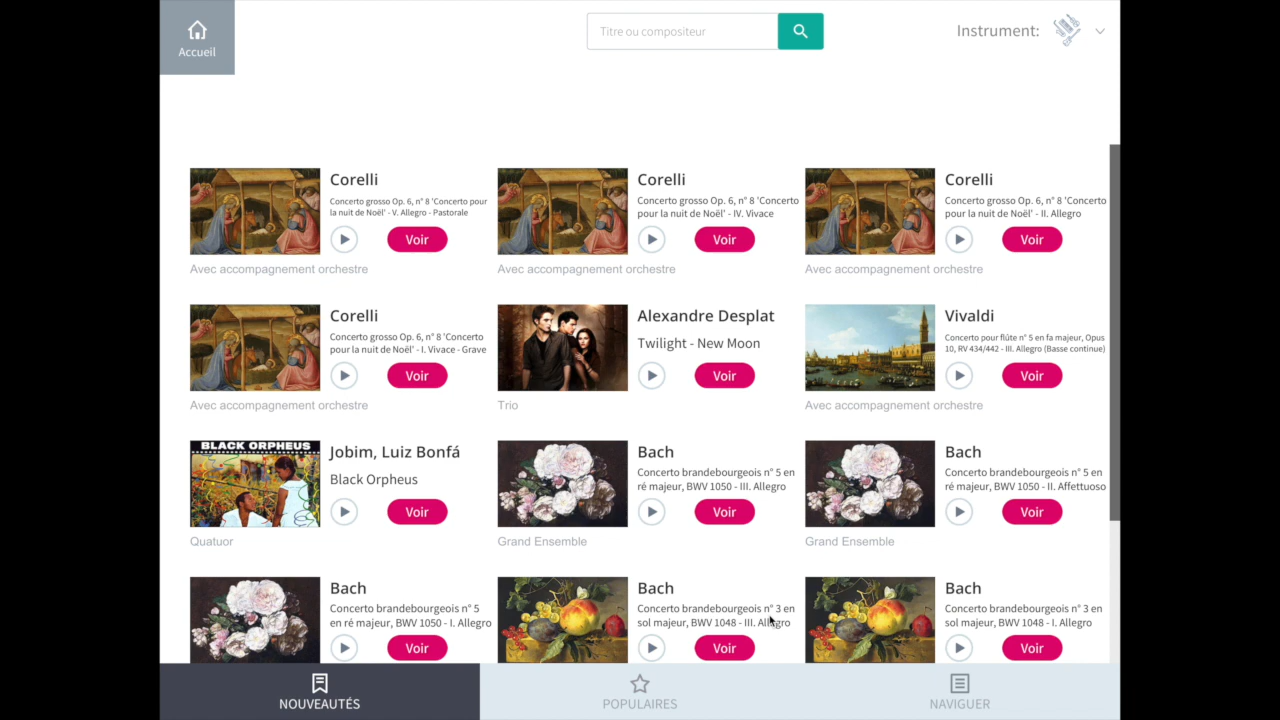 Accueil
Titre ou compositeur
Instrument:
Corelli
Concerto grosso Op. 6, n° 8 'Concerto pour
la nuit de Noël' - V. Allegro - Pastorale
Voir
Avec accompagnement orchestre
Corelli
Concerto grosso Op. 6, n° 8 'Concerto
pour la nuit de Noël' - IV. Vivace
Voir
Avec accompagnement orchestre
Corelli
Concerto grosso Op. 6, n° 8 'Concerto
pour la nuit de Noël' - II. Allegro
Voir
Avec accompagnement orchestre
Corelli
Concerto grosso Op. 6, n° 8 'Concerto
pour la nuit de Noël' - I. Vivace - Grave
Voir
Avec accompagnement orchestre
Alexandre Desplat
Twilight - New Moon
Voir
Trio
Vivaldi
Concerto pour flûte n° 5 en fa majeur, Opus
10, RV 434/442 - III. Allegro (Basse continue)
Voir
Avec accompagnement orchestre
BLACK ORPHEUS
Jobim, Luiz Bonfá
Black Orpheus
Voir
Quatuor
Bach
Concerto brandebourgeois n° 5 en
ré majeur, BWV 1050 - III. Allegro
Voir
Grand Ensemble
Bach
Concerto brandebourgeois n° 5 en
ré majeur, BWV 1050 - II. Affettuoso
Voir
Grand Ensemble
Bach
Concerto brandebourgeois n° 5
en ré majeur, BWV 1050 - I. Allegro
Voir
Bach
Concerto brandebourgeois n° 3 en
sol majeur, BWV 1048 - III. Allegro
Voir
Bach
Concerto brandebourgeois n° 3 en
sol majeur, BWV 1048 - I. Allegro
Voir
NOUVEAUTÉS
POPULAIRES
NAVIGUER